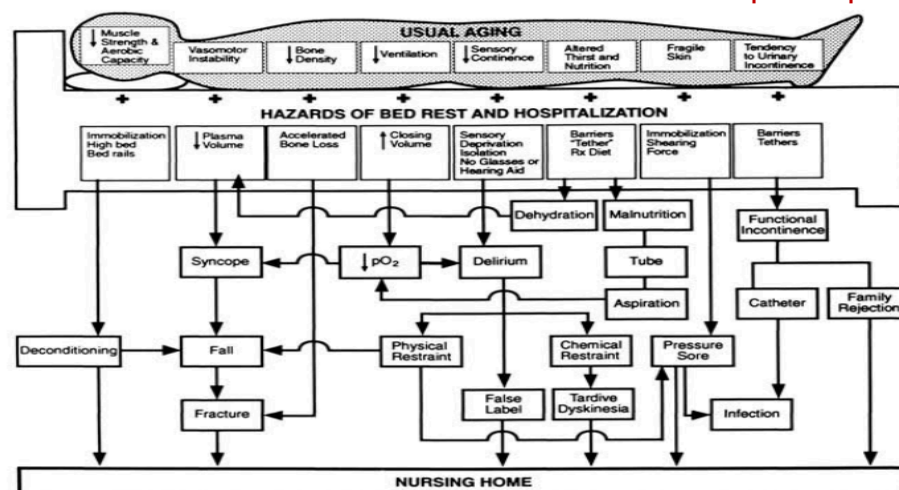 USUAL AGING
↓ Muscle
Strength &
Aerobic
Capacity
Vasomotor
Instability
↓ Bone
Density
↓ Ventilation
↓ Sensory
Continence
Altered
Thirst and
Nutrition
Fragile
Skin
Tendency
to Urinary
Incontinence
+ + + + + + + +
HAZARDS OF BED REST AND HOSPITALIZATION
Immobilization
High bed
Bed rails
↓ Plasma
Volume
Accelerated
Bone Loss
↑ Closing
Volume
Sensory
Deprivation
Isolation
No Glasses or
Hearing Aid
Barriers
"Tether"
Rx Diet
Immobilization
Shearing
Force
Barriers
Tethers
Dehydration
Malnutrition
Functional
Incontinence
Syncope
↓ pO₂
Delirium
Tube
Aspiration
Catheter
Family
Rejection
Deconditioning
Fall
Physical
Restraint
Chemical
Restraint
Pressure
Sore
Fracture
False
Label
Tardive
Dyskinesia
Infection
NURSING HOME